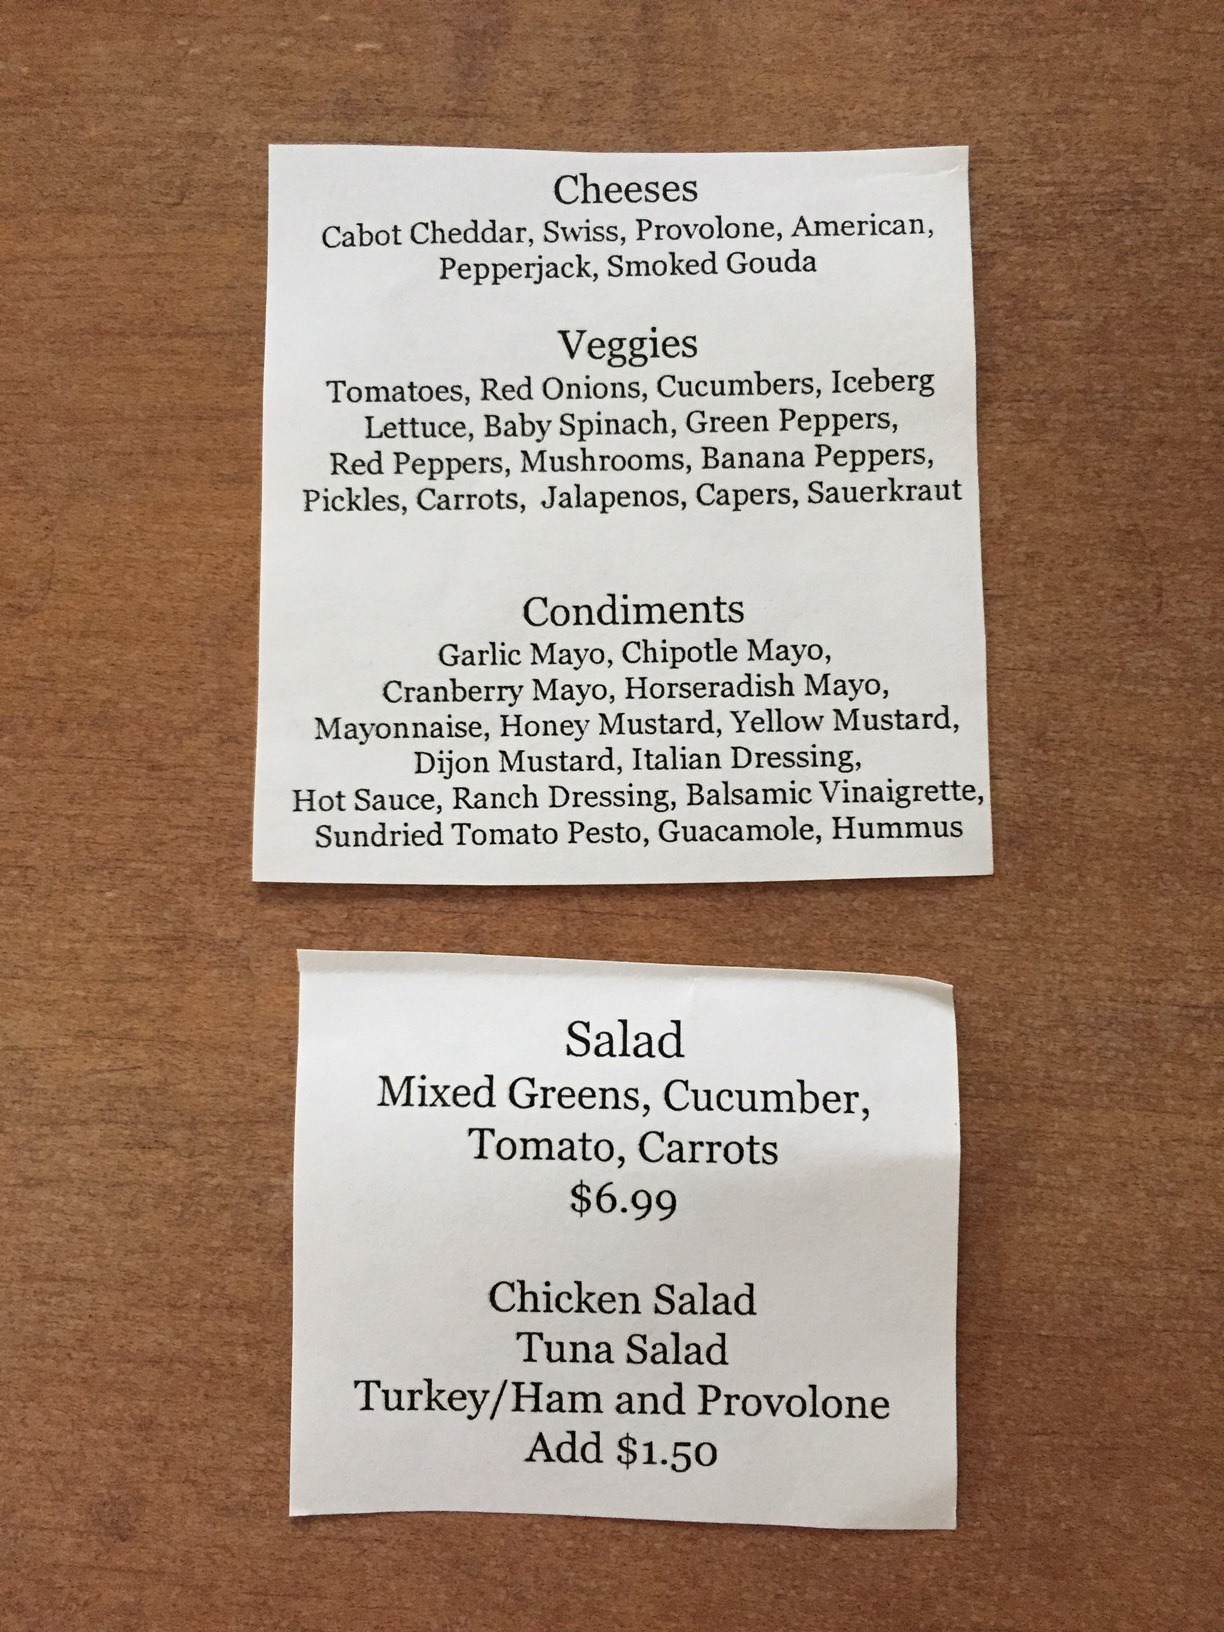 Cheeses
Cabot Cheddar, Swiss, Provolone, American,
Pepperjack, Smoked Gouda
Veggies
Tomatoes, Red Onions, Cucumbers, Iceberg
Lettuce, Baby Spinach, Green Peppers,
Red Peppers, Mushrooms, Banana Peppers,
Pickles, Carrots, Jalapenos, Capers, Sauerkraut
Condiments
Garlic Mayo, Chipotle Mayo,
Cranberry Mayo, Horseradish Mayo,
Mayonnaise, Honey Mustard, Yellow Mustard,
Dijon Mustard, Italian Dressing,
Hot Sauce, Ranch Dressing, Balsamic Vinaigrette,
Sundried Tomato Pesto, Guacamole, Hummus
Salad
Mixed Greens, Cucumber,
Tomato, Carrots
$6.99
Chicken Salad
Tuna Salad
Turkey/Ham and Provolone
Add $1.50